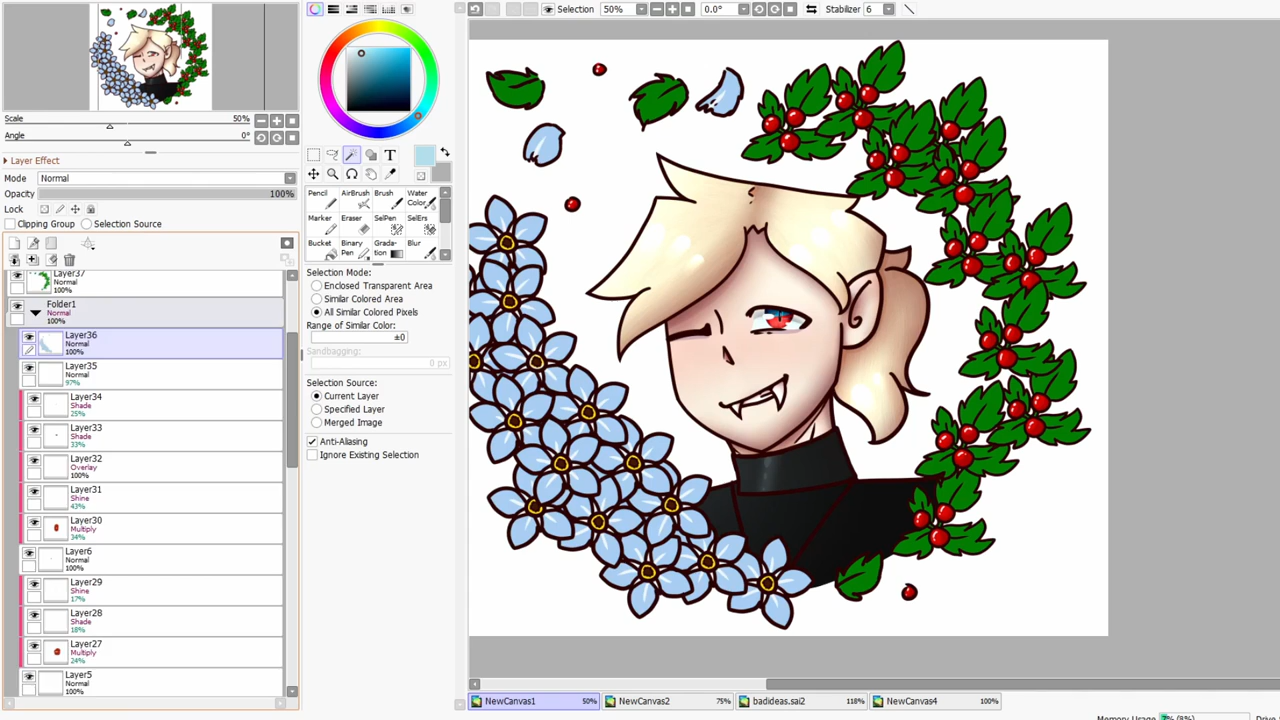 Selection
50%
0.0°
Stabilizer
6
Scale
50%
Angle
0°
Layer Effect
Mode
Normal
Opacity
100%
Lock
Clipping Group
Selection Source
Layer37
Normal
100%
Folder1
Normal
100%
Layer36
Normal
100%
Layer35
Normal
97%
Layer34
Shade
25%
Layer33
Shade
33%
Layer32
Overlay
100%
Layer31
Shine
43%
Layer30
Multiply
34%
Layer6
Normal
100%
Layer29
Shine
17%
Layer28
Shade
18%
Layer27
Multiply
24%
Layer5
Normal
100%
T
Pencil
AirBrush
Brush
Water
Color
Marker
Eraser
SelPen
SelErs
Bucket
Binary
Pen
Grada-
tion
Blur
Selection Mode:
Enclosed Transparent Area
Similar Colored Area
All Similar Colored Pixels
Range of Similar Color:
±0
Sandbagging:
0 px
Selection Source:
Current Layer
Specified Layer
Merged Image
Anti-Aliasing
Ignore Existing Selection
NewCanvas1 50%
NewCanvas2 75%
badideas.sai2 118%
NewCanvas4 100%
Memory Usage
7% (8%)